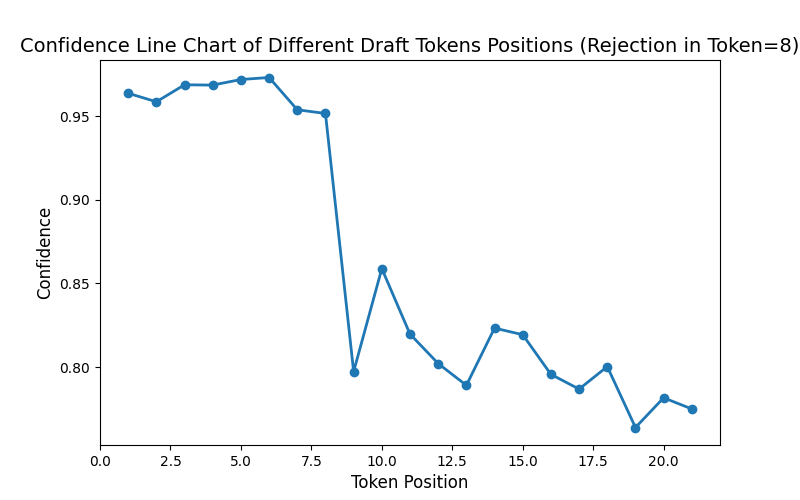 Confidence Line Chart of Different Draft Tokens Positions (Rejection in Token=8)
0.95
0.90
0.85
0.80
Confidence
0.0 2.5 5.0 7.5 10.0 12.5 15.0 17.5 20.0
Token Position